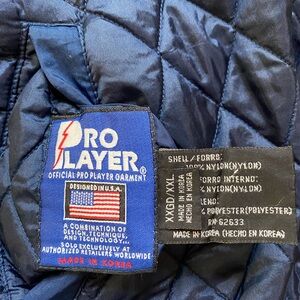 PRO
PLAYER®
OFFICIAL PRO PLAYER GARMENT
DESIGNED IN U.S.A.
A COMBINATION OF
DESIGN, TECHNIQUE,
AND TECHNOLOGY...
SOLD EXCLUSIVELY AT
AUTHORIZED RETAILERS WORLDWIDE
MADE IN KOREA
XXGD/XXL
MADE IN KOREA
HECHO EN KOREA
SHELL/FORRO:
100% NYLON(NYLON)
FORRO INTERNO:
% NYLON(NYLON)
POLYESTER(POLYESTER)
RN 62633
MADE IN KOREA (HECHO EN KOREA)